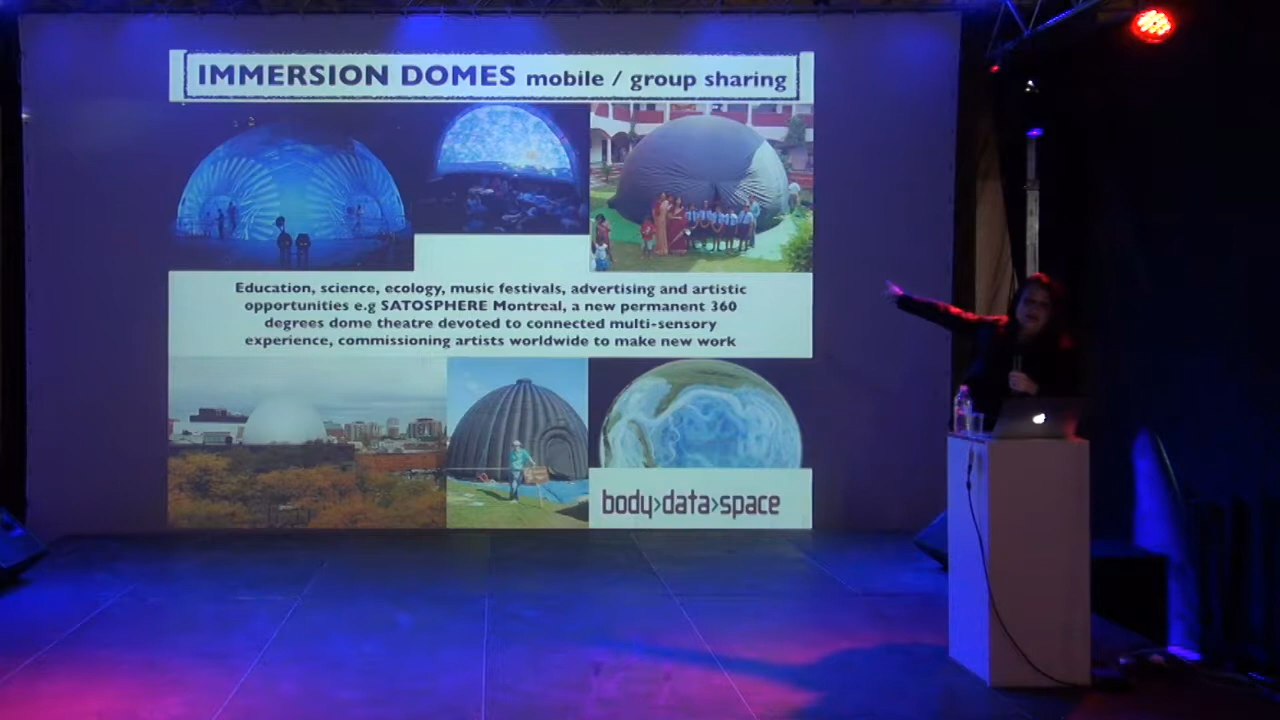 IMMERSION DOMES mobile / group sharing
Education, science, ecology, music festivals, advertising and artistic
opportunities e.g SATOSPHERE Montreal, a new permanent 360
degrees dome theatre devoted to connected multi-sensory
experience, commissioning artists worldwide to make new work
body>data>space